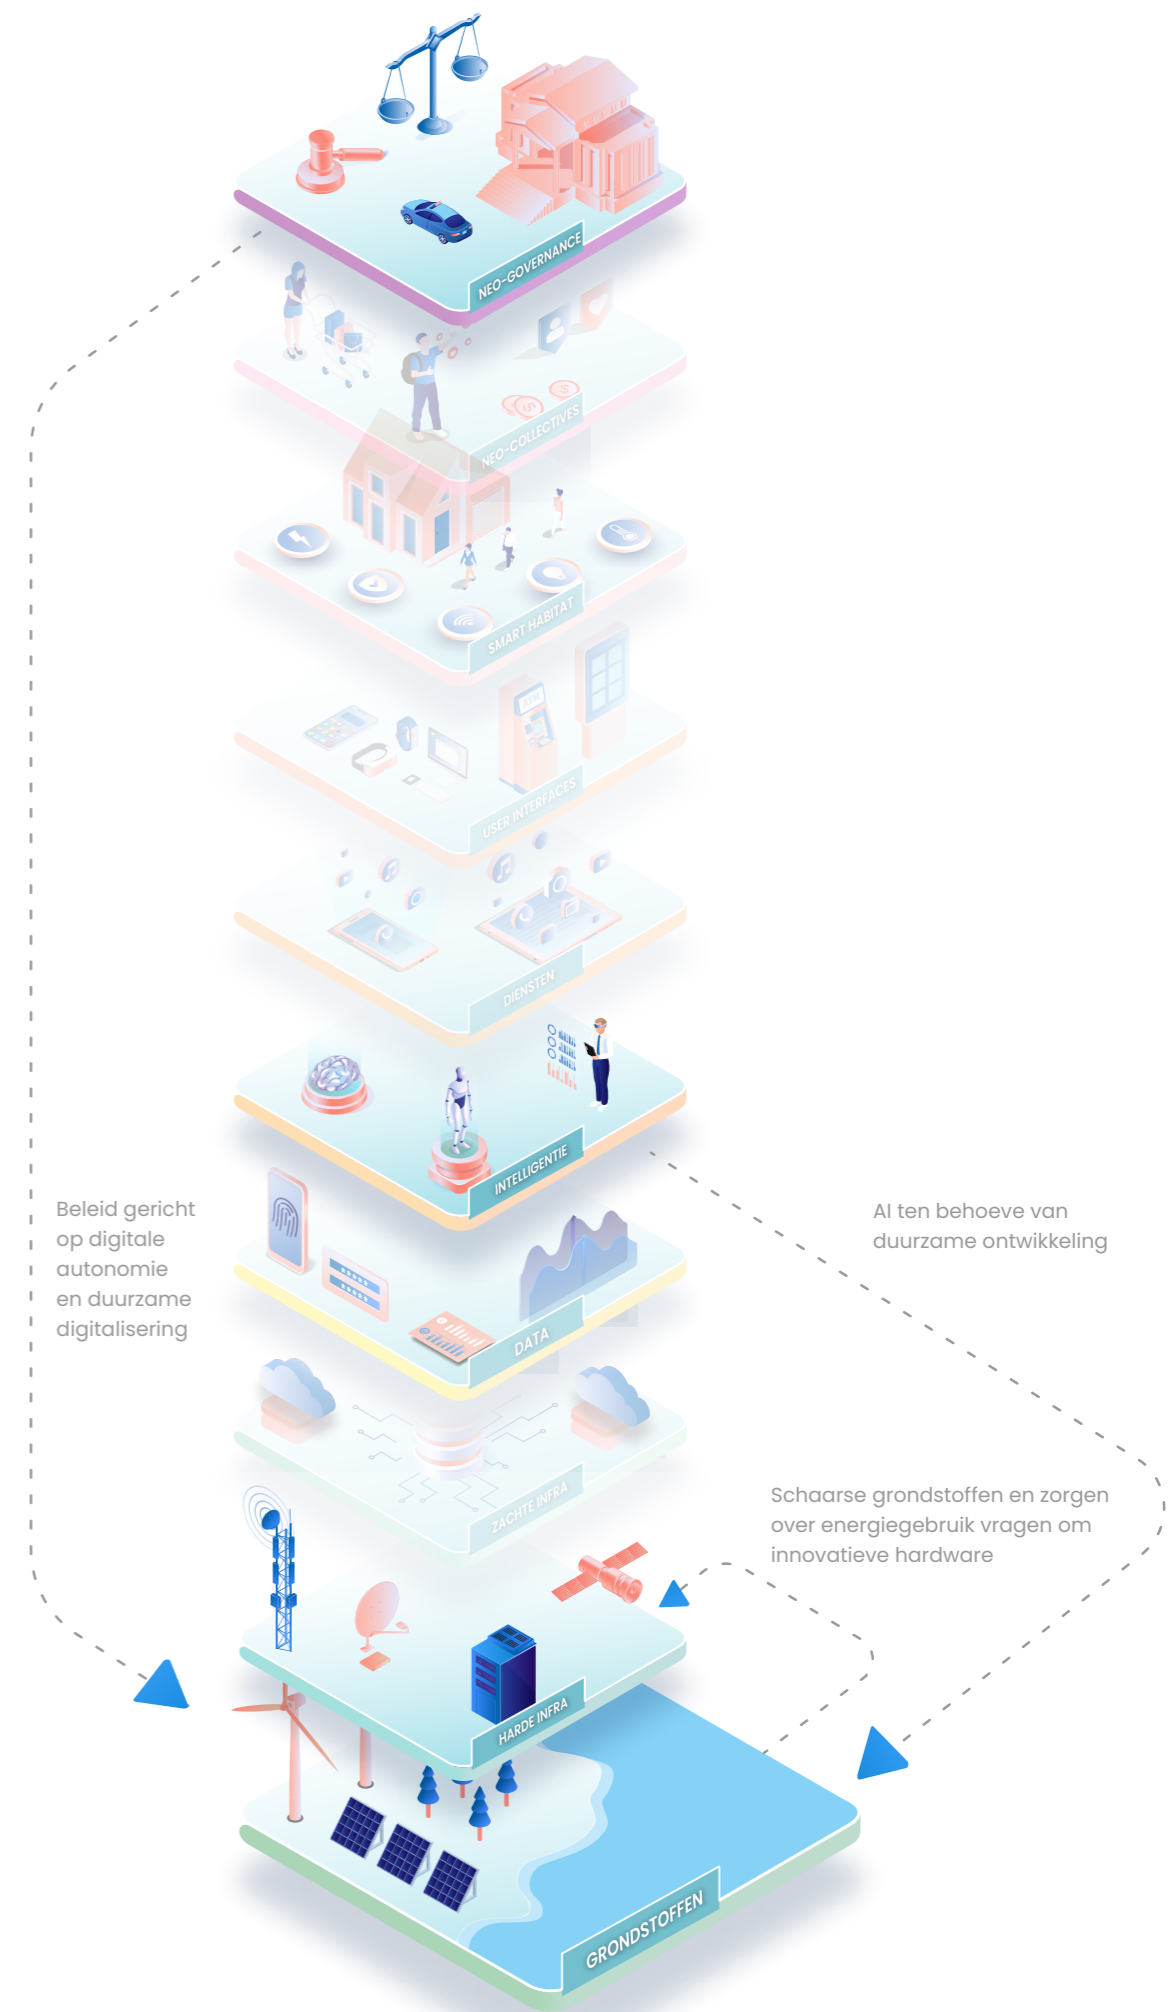 NEO-GOVERNANCE
NEO-COLLECTIVES
SMART HABITAT
ATM
USER INTERFACES
DIENSTEN
INTELLIGENTIE
Beleid gericht
op digitale
autonomie
en duurzame
digitalisering
AI ten behoeve van
duurzame ontwikkeling
DATA
ZACHTE INFRA
Schaarse grondstoffen en zorgen
over energiegebruik vragen om
innovatieve hardware
HARDE INFRA
GRONDSTOFFEN